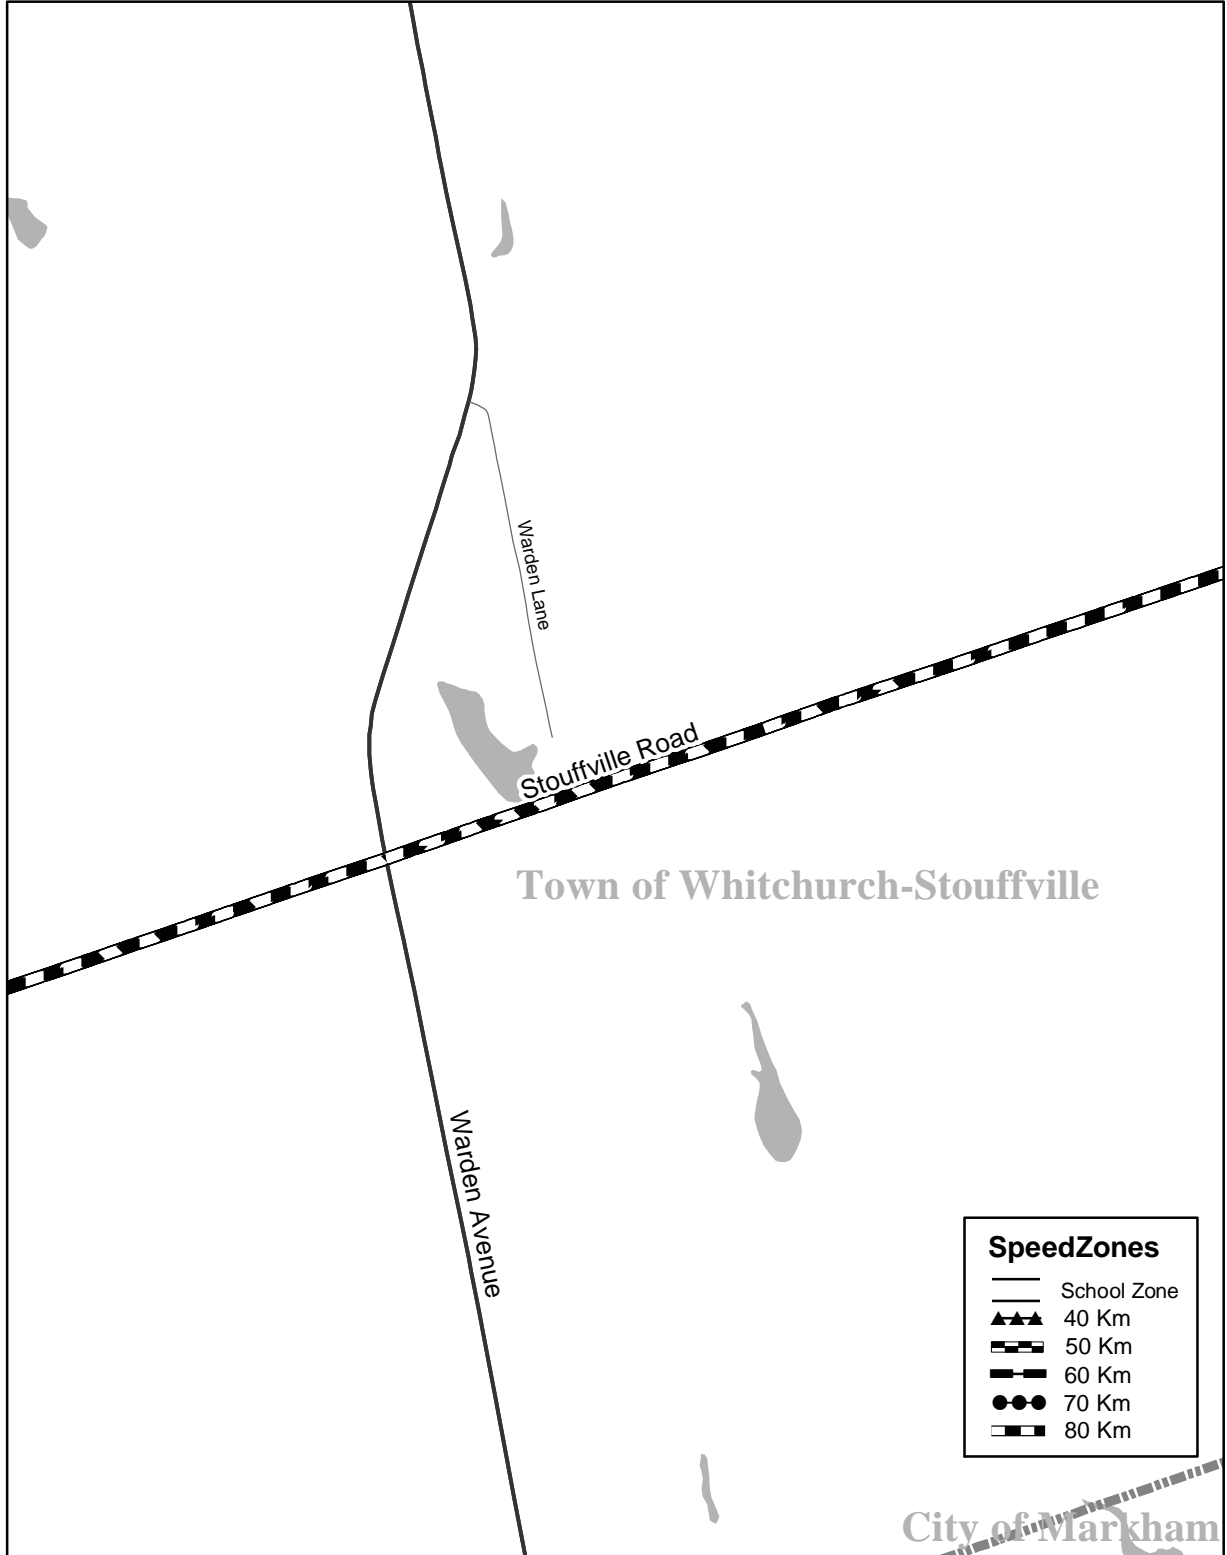 Warden Lane
Stouffville Road
Town of Whitchurch-Stouffville
Warden Avenue
SpeedZones
School Zone
40 Km
50 Km
60 Km
70 Km
80 Km
City of Markham